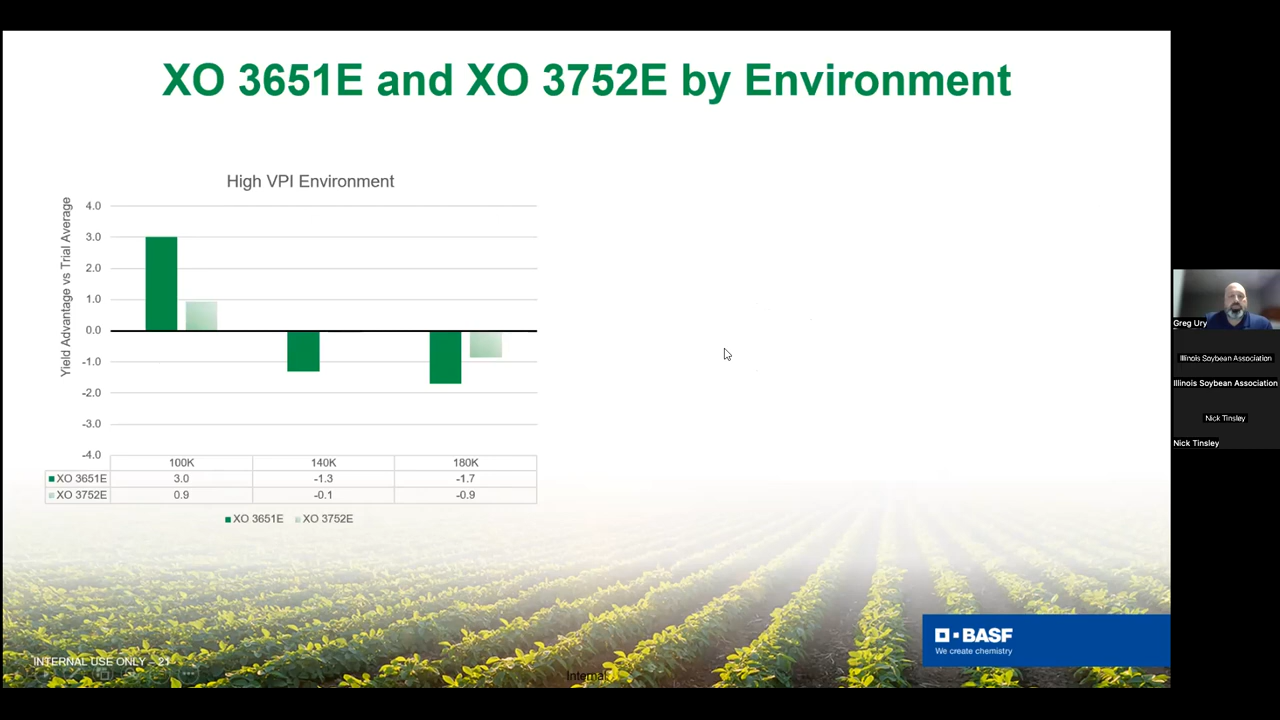 XO 3651E and XO 3752E by Environment
High VPI Environment
Yield Advantage vs Trial Average
4.0
3.0
2.0
1.0
0.0
-1.0
-2.0
-3.0
-4.0
100K 140K 180K
XO 3651E 3.0 -1.3 -1.7
XO 3752E 0.9 -0.1 -0.9
XO 3651E XO 3752E
BASF
We create chemistry
INTERNAL USE ONLY - 21
Internal
Greg Ury
Illinois Soybean Association
Illinois Soybean Association
Nick Tinsley
Nick Tinsley